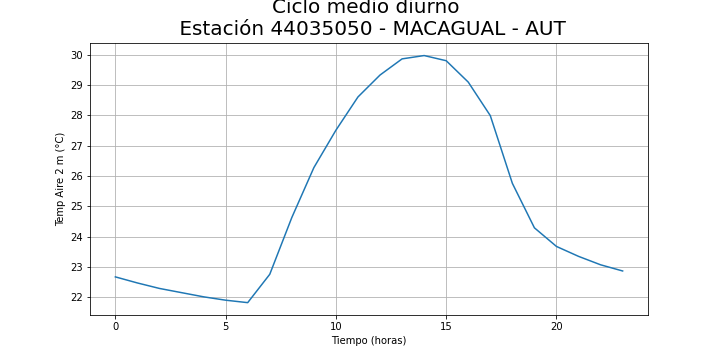 Ciclo medio diurno
Estación 44035050 - MACAGUAL - AUT
30
29
28
27
26
25
24
23
22
Temp Aire 2 m (°C)
0 5 10 15 20
Tiempo (horas)